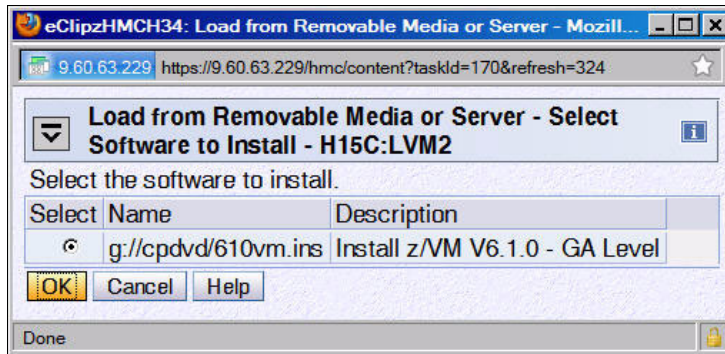 eClipzHMCH34: Load from Removable Media or Server - Mozill...
9.60.63.229 https://9.60.63.229/hmc/content?taskId=170&refresh=324
Load from Removable Media or Server - Select
Software to Install - H15C:LVM2
Select the software to install.
Select Name Description
g://cpdvd/610vm.ins Install z/VM V6.1.0 - GA Level
OK Cancel Help
Done